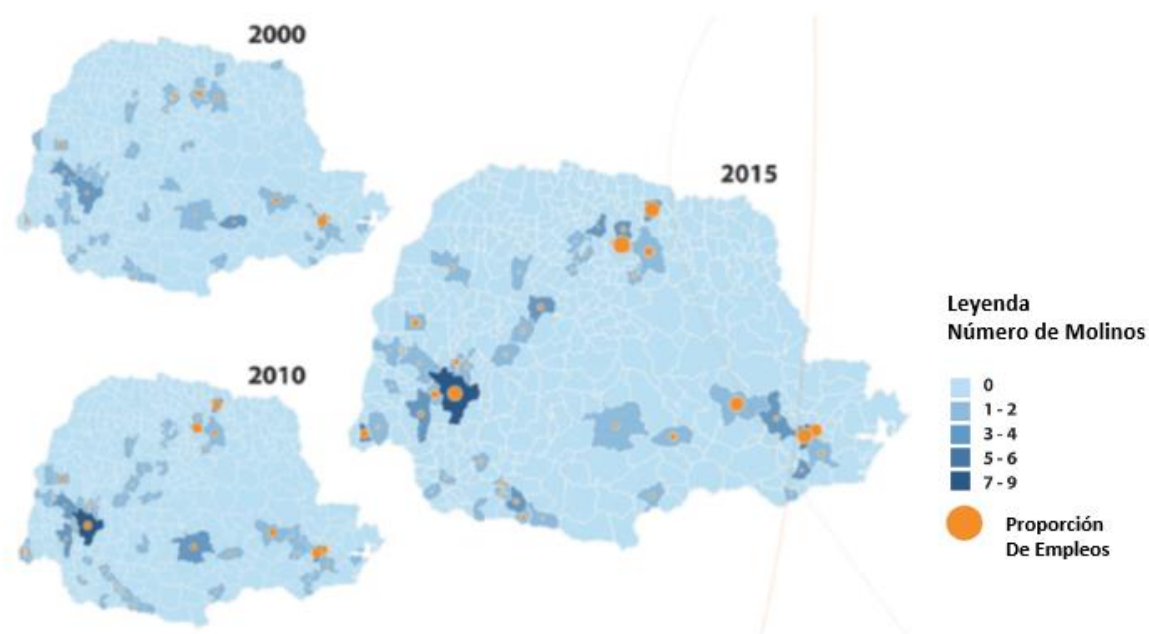 2000
2015
2010
Leyenda
Número de Molinos
0
1 - 2
3 - 4
5 - 6
7 - 9
Proporción
De Empleos